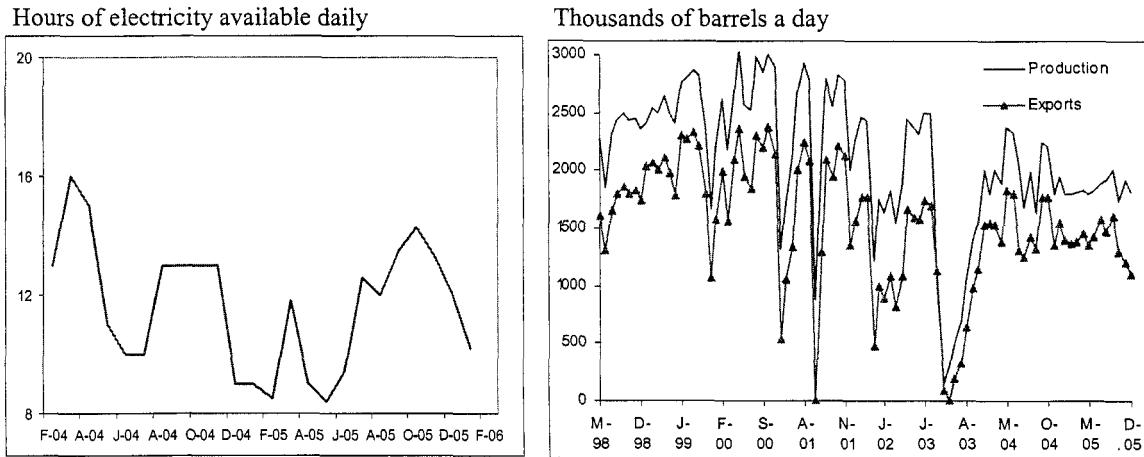 Hours of electricity available daily
20
16
12
8
F-04 A-04 J-04 A-04 O-04 D-04 F-05 A-05 J-05 A-05 O-05 D-05 F-06
Thousands of barrels a day
3000
2500
2000
1500
1000
500
0
Production
Exports
M- D- J- F- S- A- N- J- J- M- O- M- D-
98 98 99 00 00 01 01 02 03 04 04 05 .05